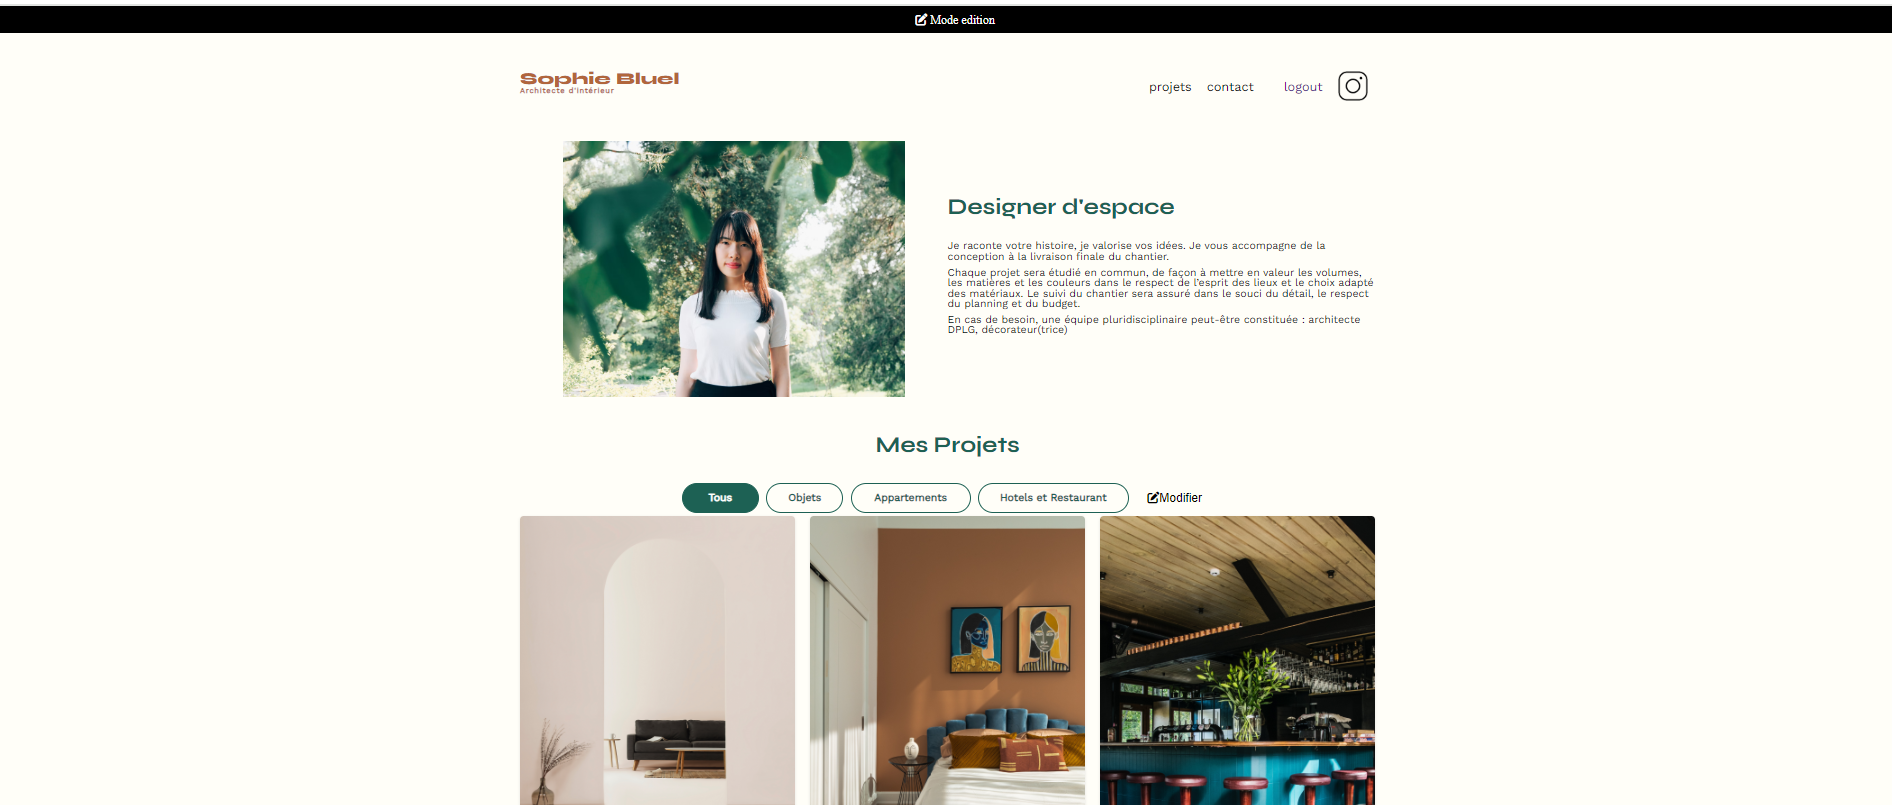 Mode edition
Sophie Bluel
Architecte d'intérieur
projets contact logout
Designer d'espace
Je raconte votre histoire, je valorise vos idées. Je vous accompagne de la
conception à la livraison finale du chantier.
Chaque projet sera étudié en commun, de façon à mettre en valeur les volumes,
les matières et les couleurs dans le respect de l'esprit des lieux et le choix adapté
des matériaux. Le suivi du chantier sera assuré dans le souci du détail, le respect
du planning et du budget.
En cas de besoin, une équipe pluridisciplinaire peut-être constituée : architecte
DPLG, décorateur(trice)
Mes Projets
Tous Objets Appartements Hotels et Restaurant Modifier